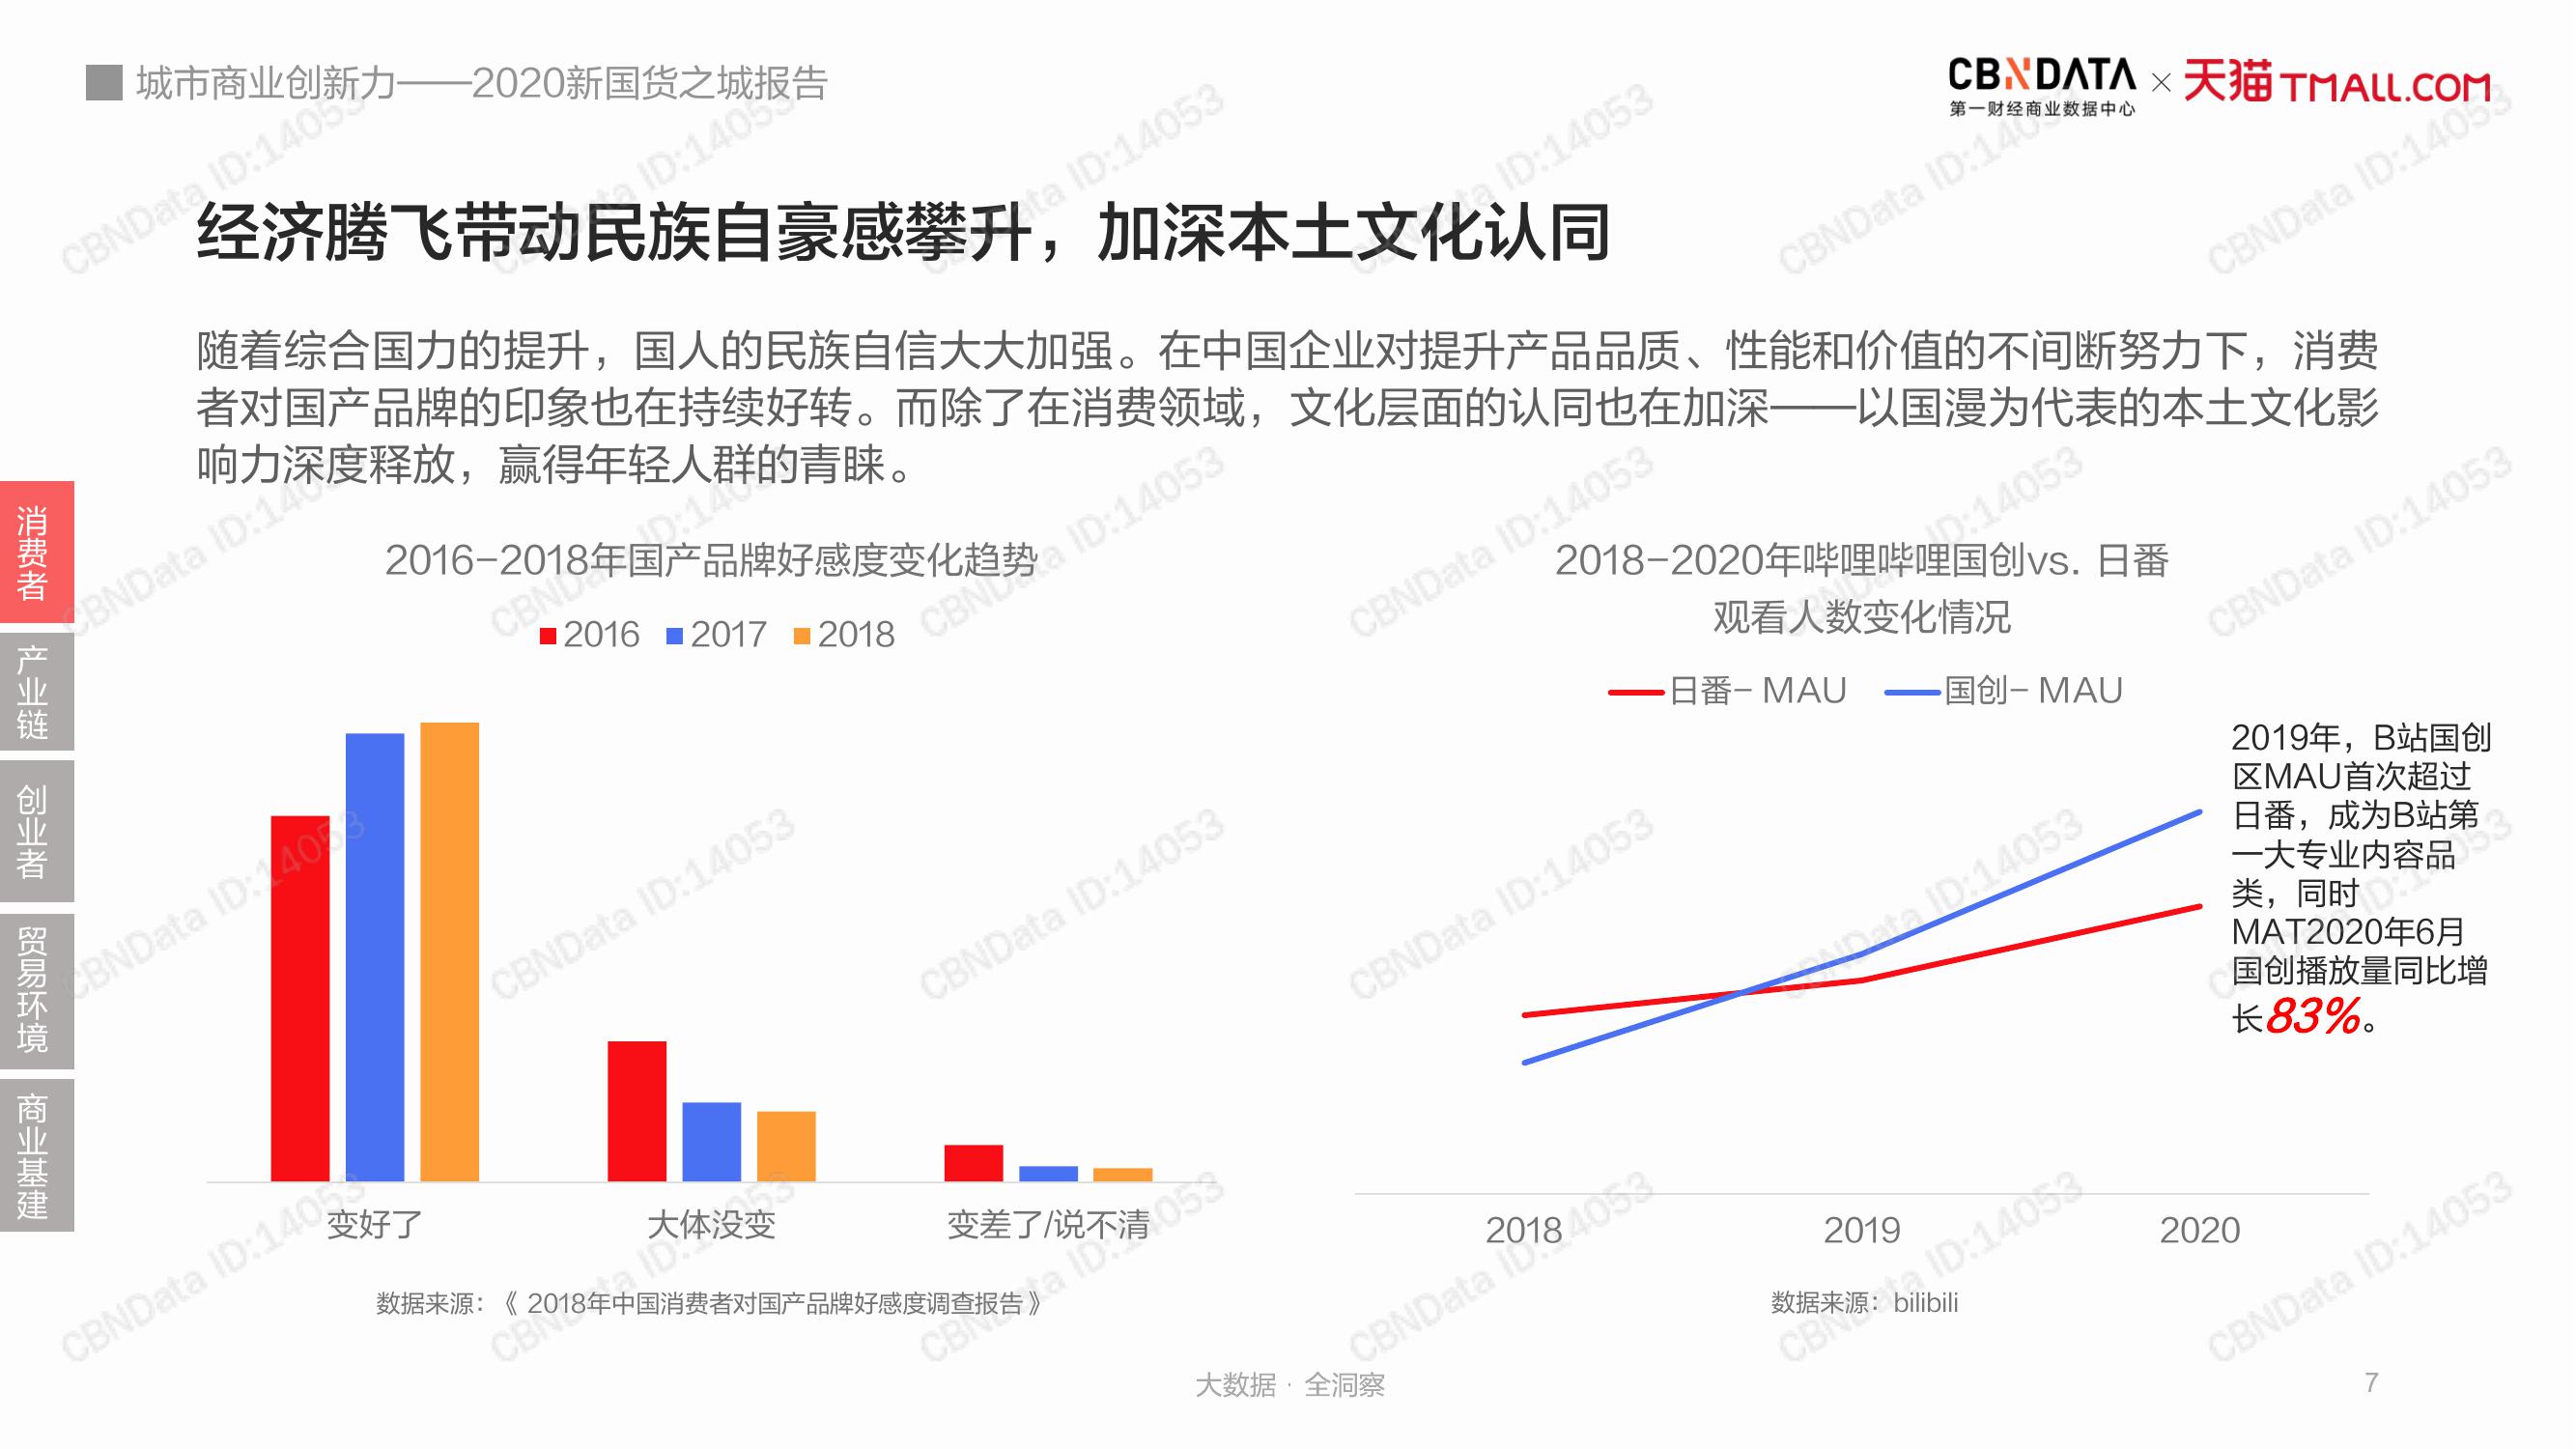 城市商业创新力——2020新国货之城报告
CBNDATA × 天猫 TMALL.COM
第一财经商业数据中心
经济腾飞带动民族自豪感攀升，加深本土文化认同
随着综合国力的提升，国人的民族自信大大加强。在中国企业对提升产品品质、性能和价值的不间断努力下，消费
者对国产品牌的印象也在持续好转。而除了在消费领域，文化层面的认同也在加深——以国漫为代表的本土文化影
响力深度释放，赢得年轻人群的青睐。
消费者
产业链
创业者
贸易环境
商业基建
2016-2018年国产品牌好感度变化趋势
2016 2017 2018
变好了 大体没变 变差了/说不清
数据来源：《 2018年中国消费者对国产品牌好感度调查报告》
2018-2020年哔哩哔哩国创vs. 日番
观看人数变化情况
日番- MAU 国创- MAU
2019年，B站国创
区MAU首次超过
日番，成为B站第
一大专业内容品
类，同时
MAT2020年6月
国创播放量同比增
长83%。
2018 2019 2020
数据来源：bilibili
大数据 · 全洞察
7
CBNData ID:14053